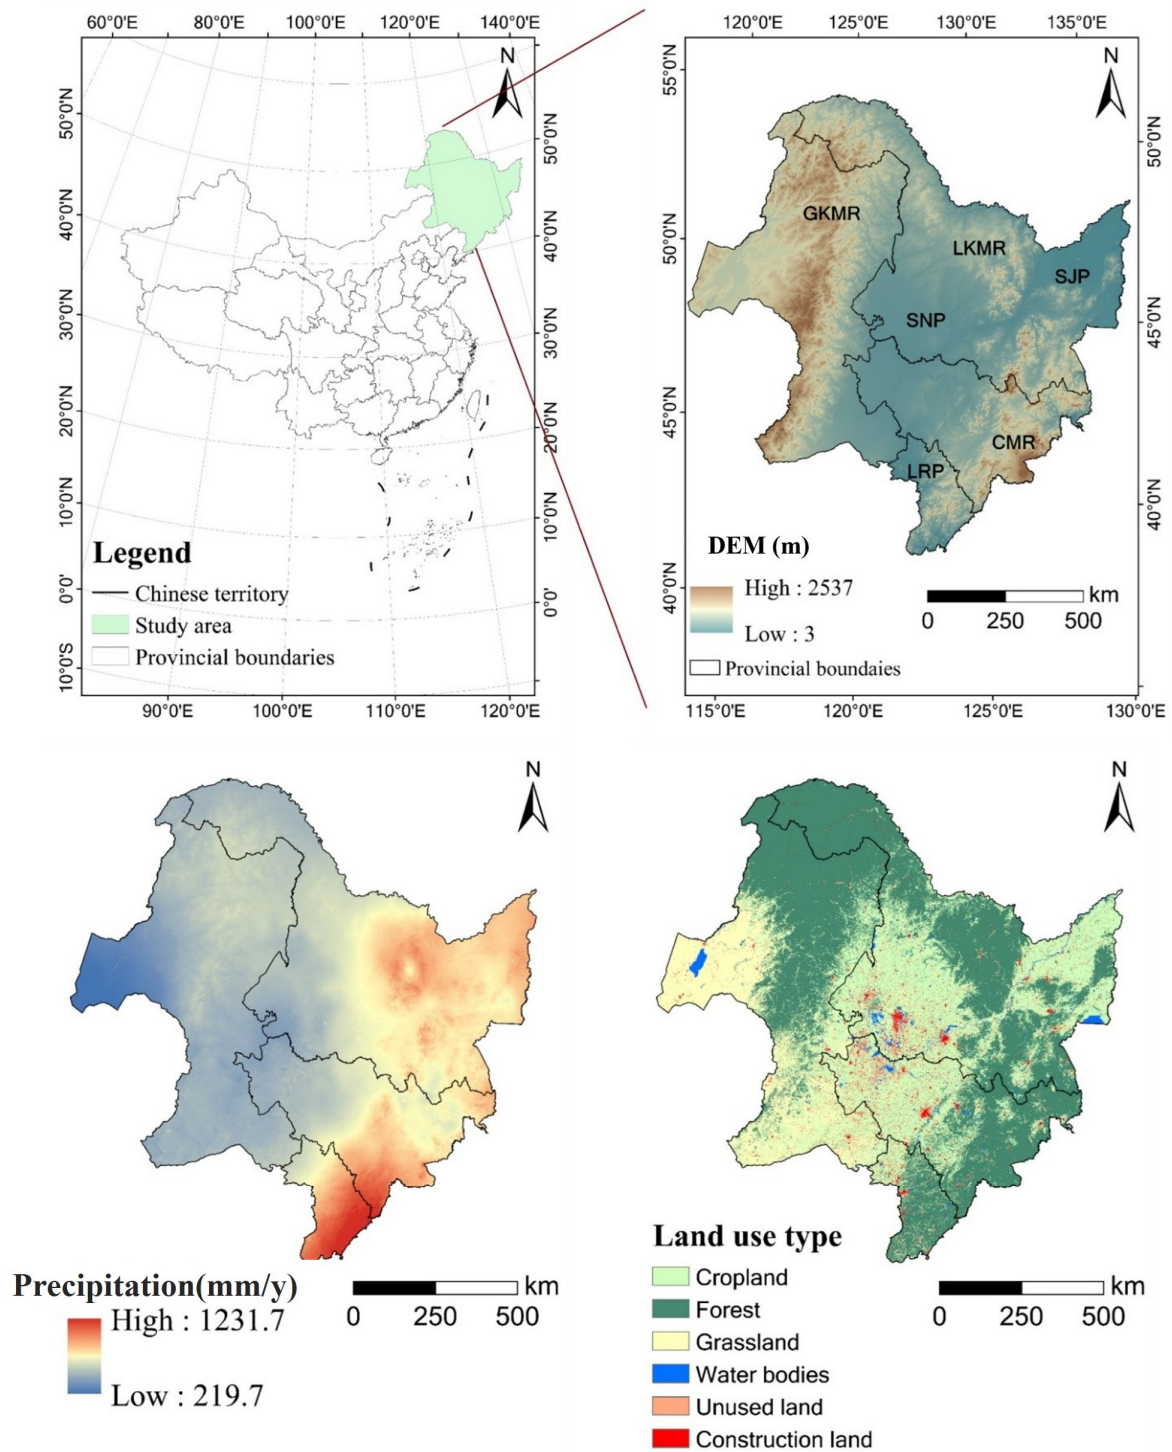 60°0'E 80°0'E 100°0'E 120°0'E 140°0'E
N
50°0'N
40°0'N
30°0'N
20°0'N
10°0'N
0°0'
10°0'S
50°0'N
40°0'N
30°0'N
20°0'N
10°0'N
0°0'
Legend
Chinese territory
Study area
Provincial boundaries
90°0'E 100°0'E 110°0'E 120°0'E
120°0'E 125°0'E 130°0'E 135°0'E
N
55°0'N
50°0'N
45°0'N
40°0'N
50°0'N
45°0'N
40°0'N
GKMR
LKMR
SJP
SNP
CMR
LRP
DEM (m)
High : 2537
Low : 3
km
0 250 500
Provincial boundaies
115°0'E 120°0'E 125°0'E 130°0'E
N
Precipitation(mm/y)
High : 1231.7
Low : 219.7
km
0 250 500
N
Land use type
Cropland
Forest
Grassland
Water bodies
Unused land
Construction land
km
0 250 500